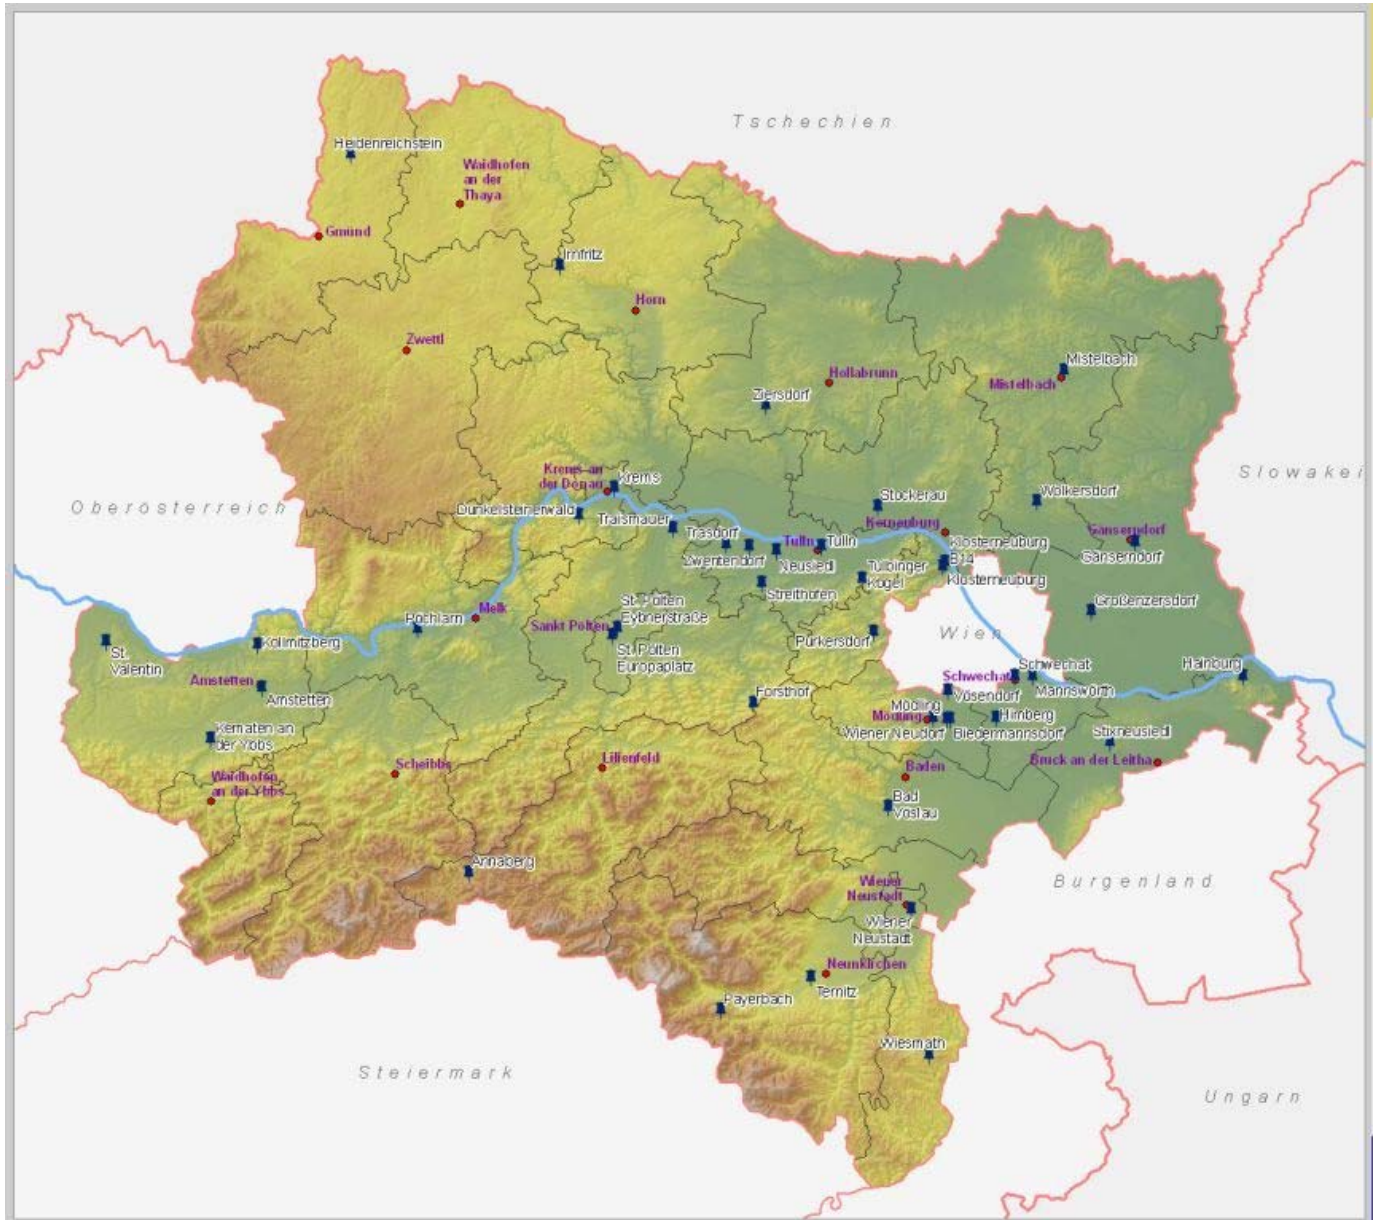 Tschechien
Heidenreichstein
Waidhofen
an der
Thaya
Gmünd
Irnfritz
Horn
Zwettl
Mistelbach
Mistelbach
Hollabrunn
Ziersdorf
Slowakei
Krems an
der Donau
Krems
Wolkersdorf
Stockerau
Oberösterreich
Dunkelsteinerwald
Traismauer
Korneuburg
Gänserndorf
Trasdorf
Tulln
Tulln
Klosterneuburg
B14
Gänserndorf
Zwentendorf
Neusiedl
Tulbinger
Kogel
Klosterneuburg
Streithofen
St. Pölten
Eybnerstraße
Großenzersdorf
Melk
Pöchlarn
Sankt Pölten
Wien
Kollmitzberg
Purkersdorf
St. Pölten
Europaplatz
St.
Valentin
Schwechat
Hainburg
Schwechat
Amstetten
Amstetten
Forsthof
Vösendorf
Mannswörth
Mödling
Mödling
Himberg
Wiener Neudorf
Biedermannsdorf
Stixneusiedl
Kematen an
der Ybbs
Lilienfeld
Bruck an der Leitha
Scheibbs
Baden
Waidhofen
an der Ybbs
Bad
Vöslau
Annaberg
Wiener
Neustadt
Burgenland
Wiener
Neustadt
Neunkirchen
Ternitz
Payerbach
Wiesmath
Steiermark
Ungarn